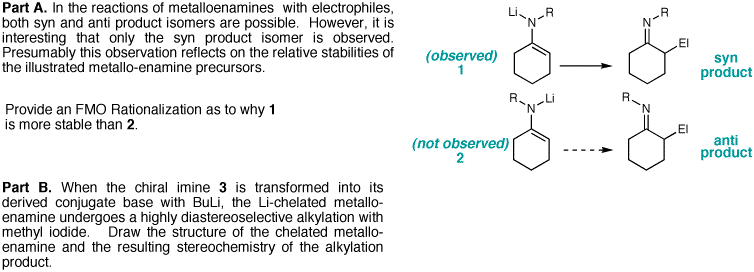 Part A. In the reactions of metalloenamines with electrophiles,
both syn and anti product isomers are possible. However, it is
interesting that only the syn product isomer is observed.
Presumably this observation reflects on the relative stabilities of
the illustrated metallo-enamine precursors.
Provide an FMO Rationalization as to why 1
is more stable than 2.
Li
N
R
(observed)
1
N
R
El
syn
product
R
N
Li
(not observed)
2
R
N
El
anti
product
Part B. When the chiral imine 3 is transformed into its
derived conjugate base with BuLi, the Li-chelated metallo-
enamine undergoes a highly diastereoselective alkylation with
methyl iodide. Draw the structure of the chelated metallo-
enamine and the resulting stereochemistry of the alkylation
product.